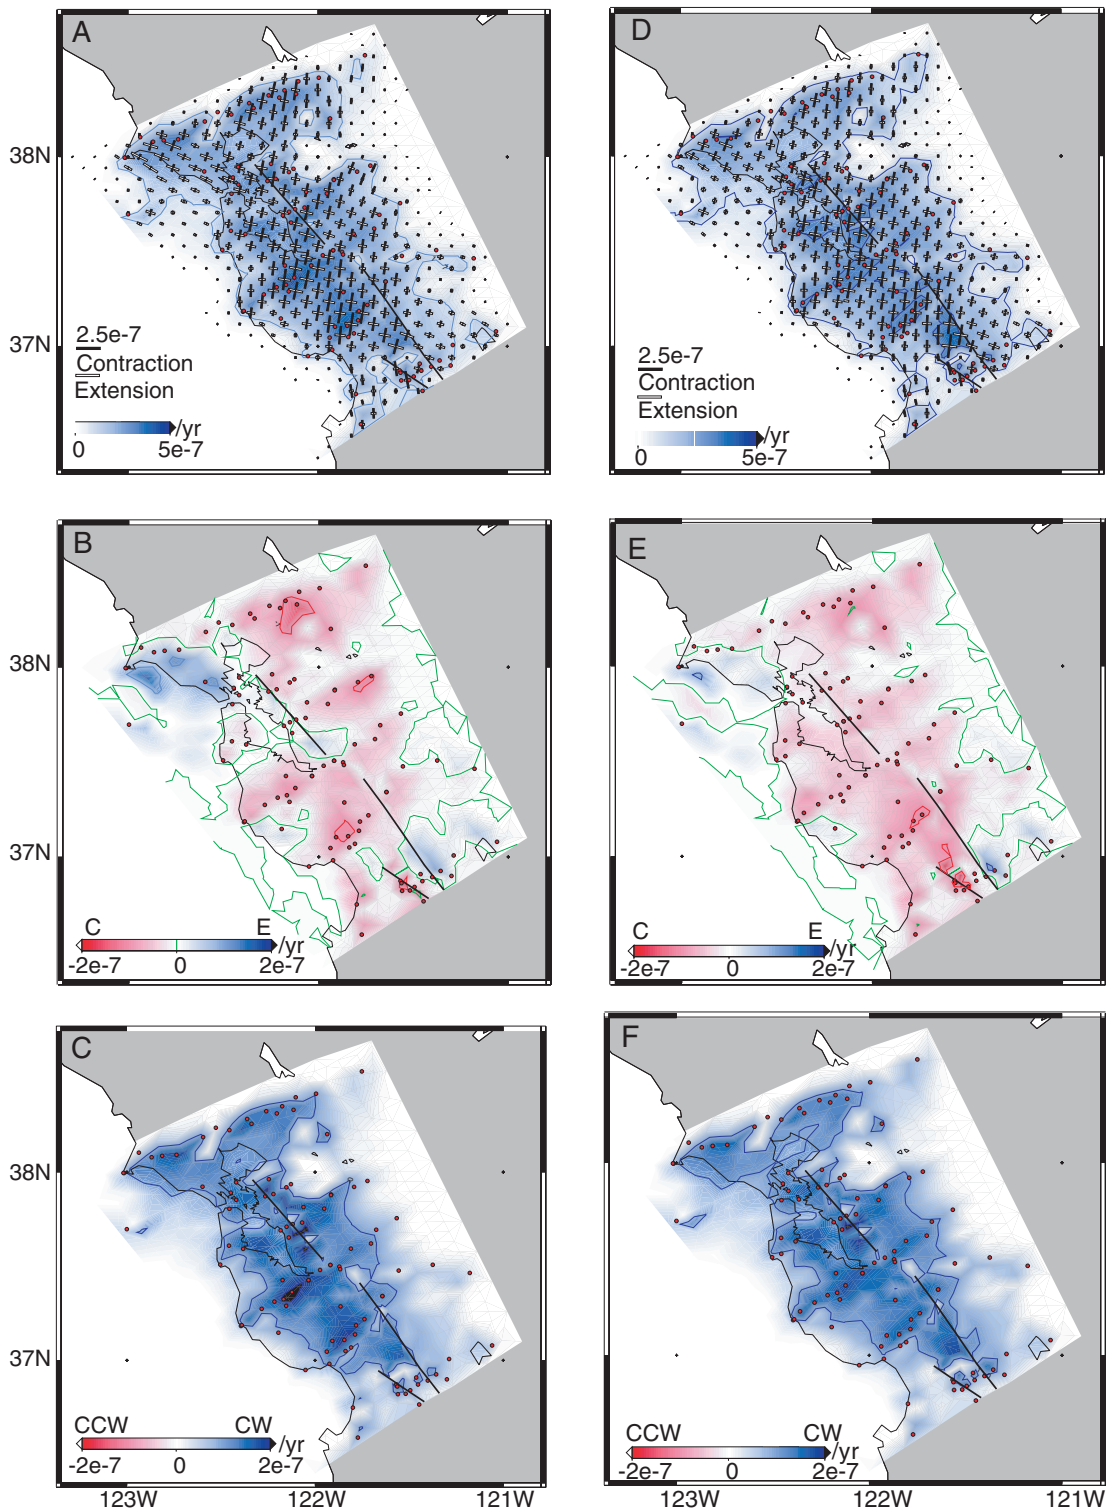 A
38N
37N
2.5e-7
Contraction
Extension
/yr
0
5e-7
D
2.5e-7
Contraction
Extension
/yr
0
5e-7
B
38N
37N
C
E
/yr
-2e-7
0
2e-7
E
C
E
/yr
-2e-7
0
2e-7
C
38N
37N
CCW
CW
/yr
-2e-7
0
2e-7
123W
122W
121W
F
CCW
CW
/yr
-2e-7
0
2e-7
123W
122W
121W